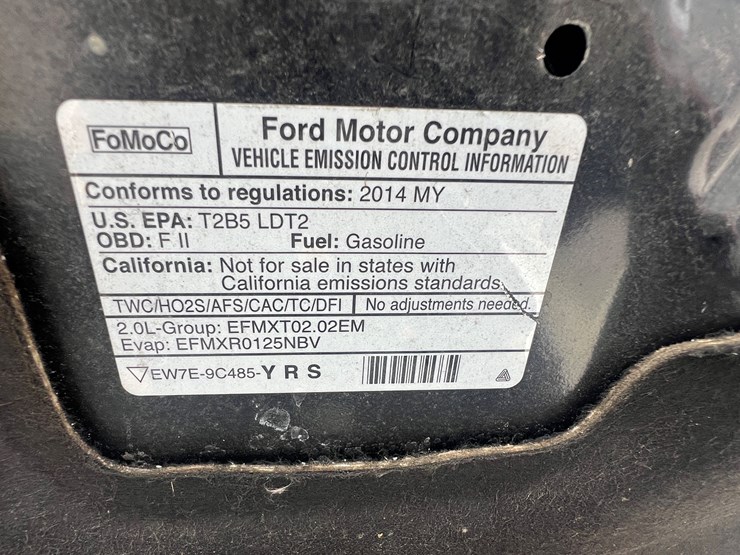 FoMoCo
Ford Motor Company
VEHICLE EMISSION CONTROL INFORMATION
Conforms to regulations: 2014 MY
U.S. EPA: T2B5 LDT2
OBD: F II Fuel: Gasoline
California: Not for sale in states with
California emissions standards.
TWC/HO2S/AFS/CAC/TC/DFI No adjustments needed.
2.0L-Group: EFMXT02.02EM
Evap: EFMXR0125NBV
EW7E-9C485-Y R S